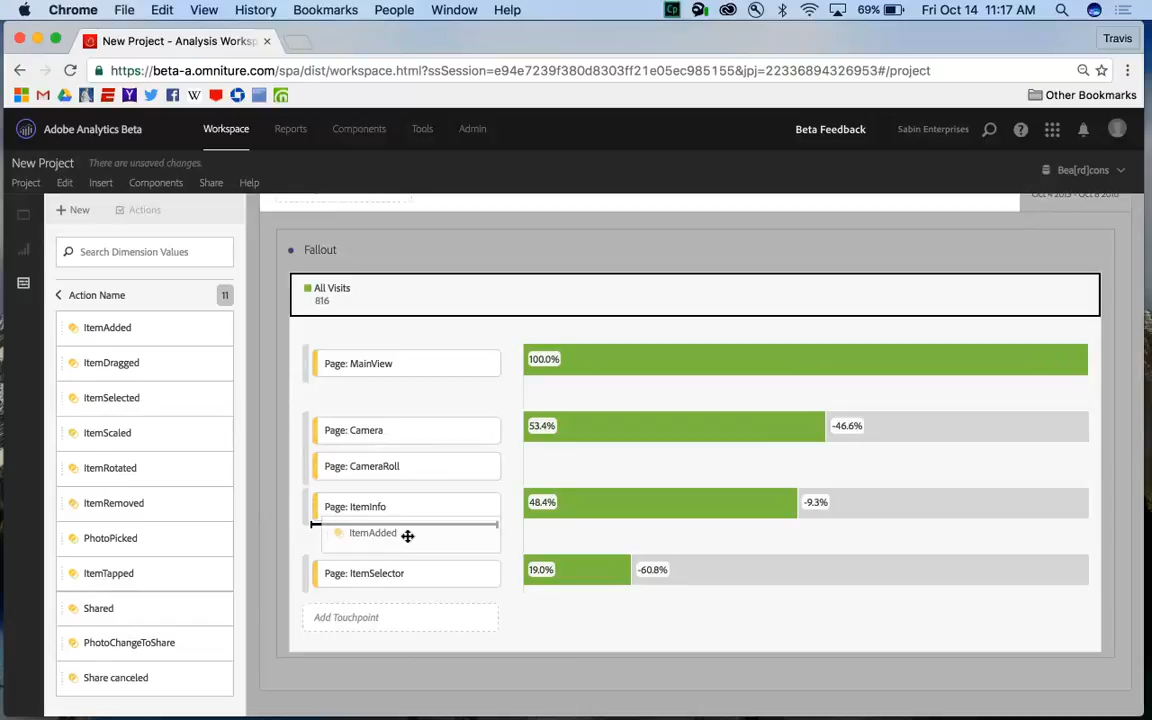 Chrome File Edit View History Bookmarks People Window Help 69% Fri Oct 14 11:17 AM
New Project - Analysis Worksp Travis
https://beta-a.omniture.com/spa/dist/workspace.html?ssSession=e94e7239f380d8303ff21e05ec985155&jpj=22336894326953#/project
Other Bookmarks
Adobe Analytics Beta Workspace Reports Components Tools Admin Beta Feedback Sabin Enterprises
New Project There are unsaved changes. Bea[rd]cons
Project Edit Insert Components Share Help
+ New Actions
Search Dimension Values
Action Name 11
ItemAdded
ItemDragged
ItemSelected
ItemScaled
ItemRotated
ItemRemoved
PhotoPicked
ItemTapped
Shared
PhotoChangeToShare
Share canceled
Fallout
All Visits
816
Page: MainView 100.0%
Page: Camera 53.4% -46.6%
Page: CameraRoll
Page: ItemInfo 48.4% -9.3%
ItemAdded
Page: ItemSelector 19.0% -60.8%
Add Touchpoint